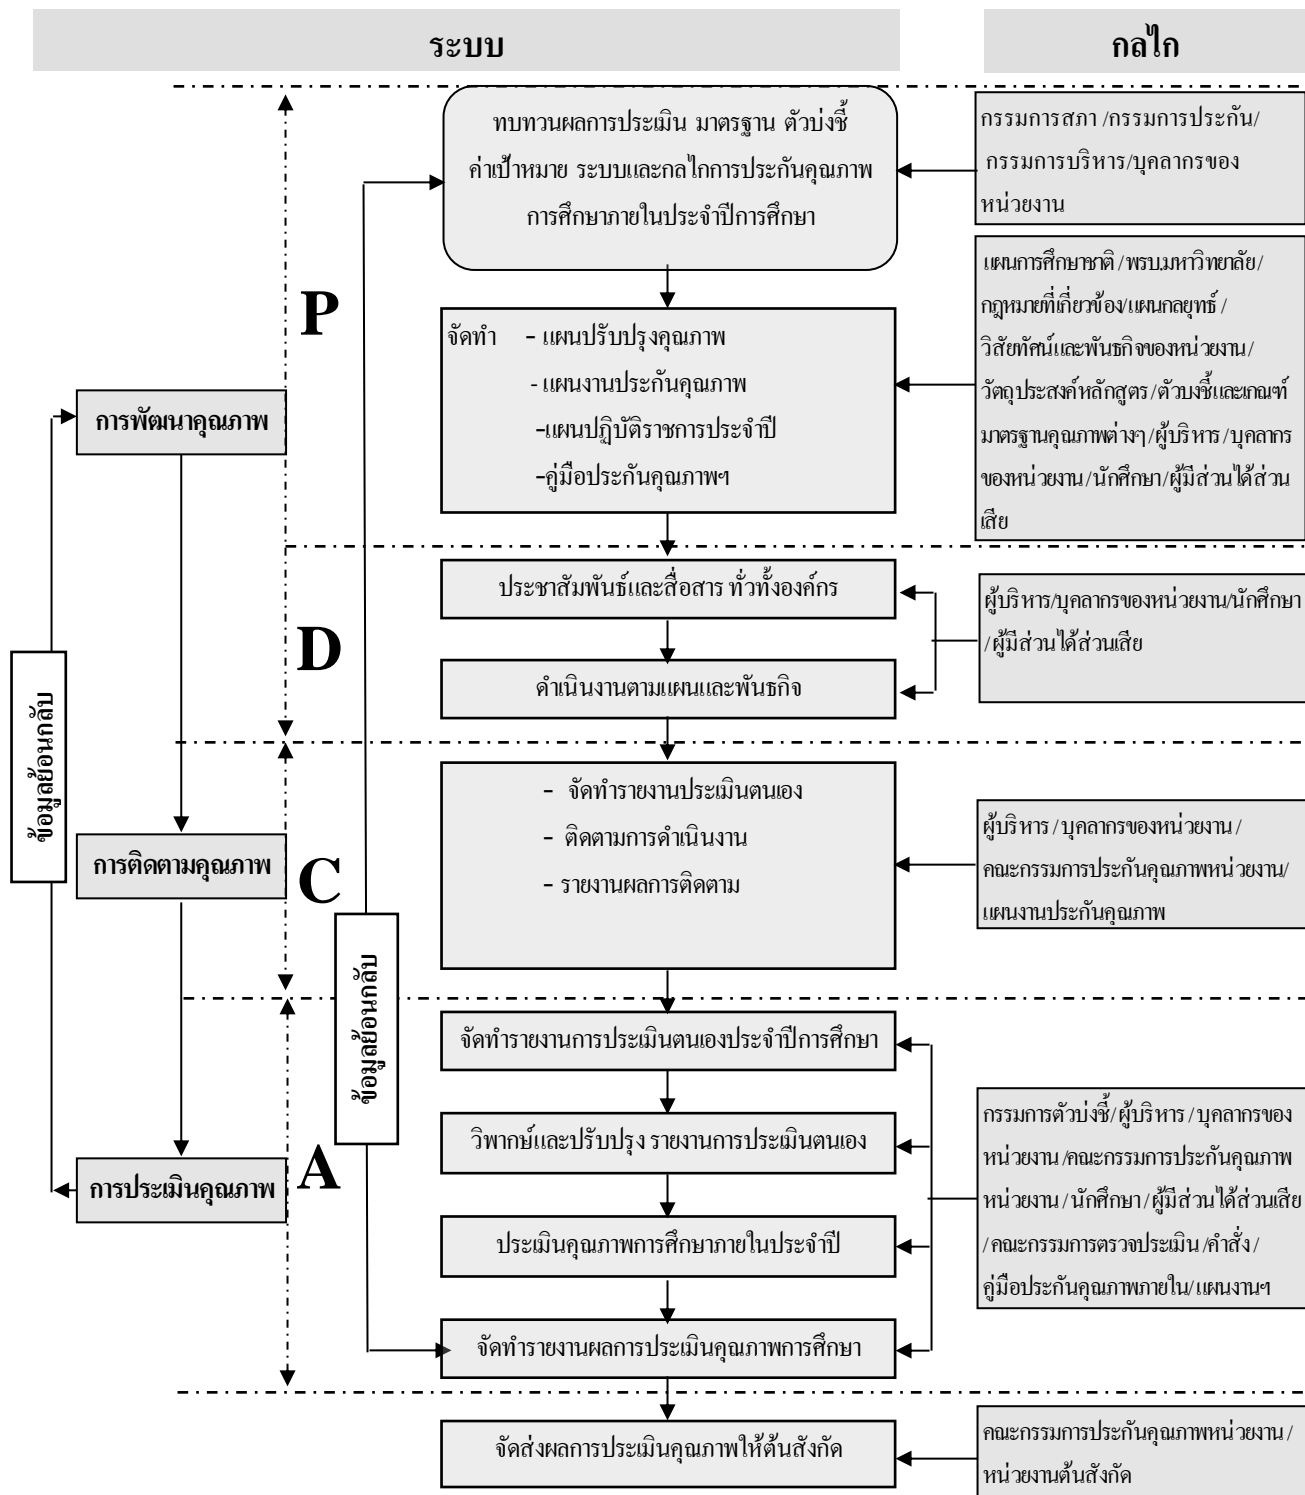 ระบบ
กลไก
ทบทวนผลการประเมิน มาตรฐาน ตัวบ่งชี้
ค่าเป้าหมาย ระบบและกลไกการประกันคุณภาพ
การศึกษาภายในประจำปีการศึกษา
กรรมการสภา /กรรมการประกัน/
กรรมการบริหาร/บุคลากรของ
หน่วยงาน
P
จัดทำ - แผนปรับปรุงคุณภาพ
- แผนงานประกันคุณภาพ
-แผนปฏิบัติราชการประจำปี
-คู่มือประกันคุณภาพฯ
แผนการศึกษาชาติ/พรบ.มหาวิทยาลัย/
กฎหมายที่เกี่ยวข้อง/แผนกลยุทธ์/
วิสัยทัศน์และพันธกิจของหน่วยงาน/
วัตถุประสงค์หลักสูตร/ตัวบงชี้และเกณฑ์
มาตรฐานคุณภาพต่างๆ/ผู้บริหาร/บุคลากร
ของหน่วยงาน/นักศึกษา/ผู้มีส่วนได้ส่วน
เสีย
การพัฒนาคุณภาพ
D
ประชาสัมพันธ์และสื่อสาร ทั่วทั้งองค์กร
ดำเนินงานตามแผนและพันธกิจ
ผู้บริหาร/บุคลากรของหน่วยงาน/นักศึกษา
/ผู้มีส่วนได้ส่วนเสีย
ข้อมูลย้อนกลับ
การติดตามคุณภาพ
C
- จัดทำรายงานประเมินตนเอง
- ติดตามการดำเนินงาน
- รายงานผลการติดตาม
ผู้บริหาร/บุคลากรของหน่วยงาน/
คณะกรรมการประกันคุณภาพหน่วยงาน/
แผนงานประกันคุณภาพ
ข้อมูลย้อนกลับ
การประเมินคุณภาพ
A
จัดทำรายงานการประเมินตนเองประจำปีการศึกษา
วิพากษ์และปรับปรุง รายงานการประเมินตนเอง
ประเมินคุณภาพการศึกษาภายในประจำปี
จัดทำรายงานผลการประเมินคุณภาพการศึกษา
กรรมการตัวบ่งชี้/ผู้บริหาร/บุคลากรของ
หน่วยงาน/คณะกรรมการประกันคุณภาพ
หน่วยงาน/นักศึกษา/ผู้มีส่วนได้ส่วนเสีย
/คณะกรรมการตรวจประเมิน/คำสั่ง/
คู่มือประกันคุณภาพภายใน/แผนงานฯ
จัดส่งผลการประเมินคุณภาพให้ต้นสังกัด
คณะกรรมการประกันคุณภาพหน่วยงาน/
หน่วยงานต้นสังกัด